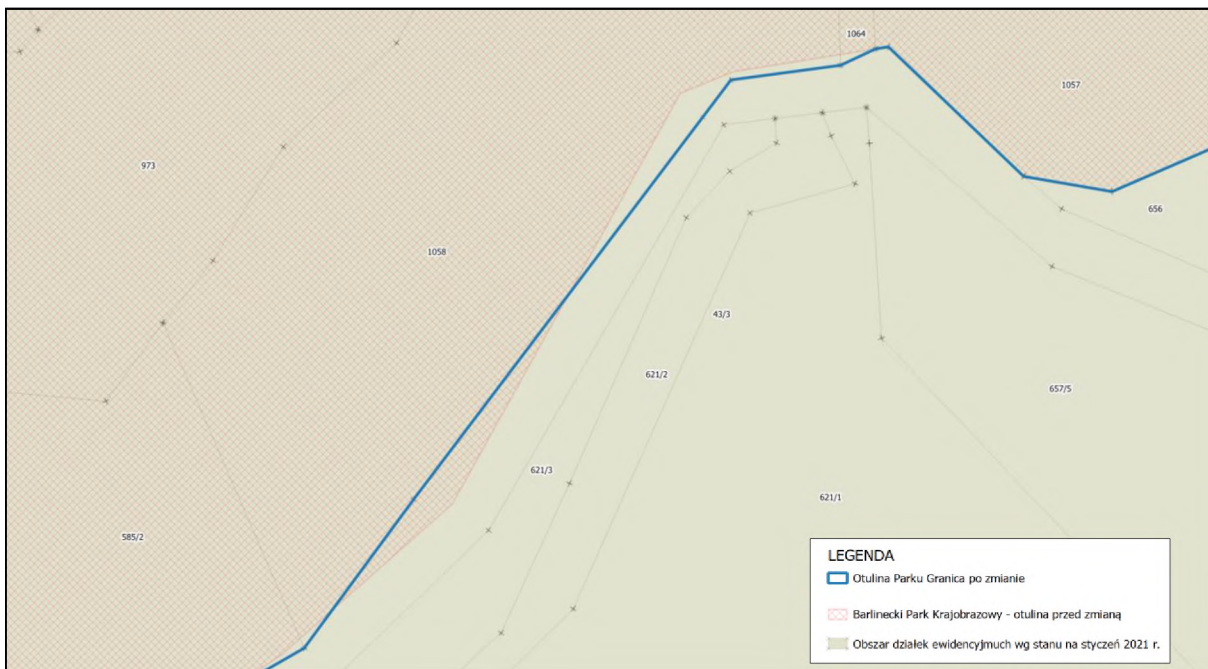 1064
1057
973
656
1058
43/3
621/2
657/5
621/3
621/1
585/2
LEGENDA
Otulina Parku Granica po zmianie
Barlinecki Park Krajobrazowy - otulina przed zmianą
Obszar działek ewidencyjmuch wg stanu na styczeń 2021 r.